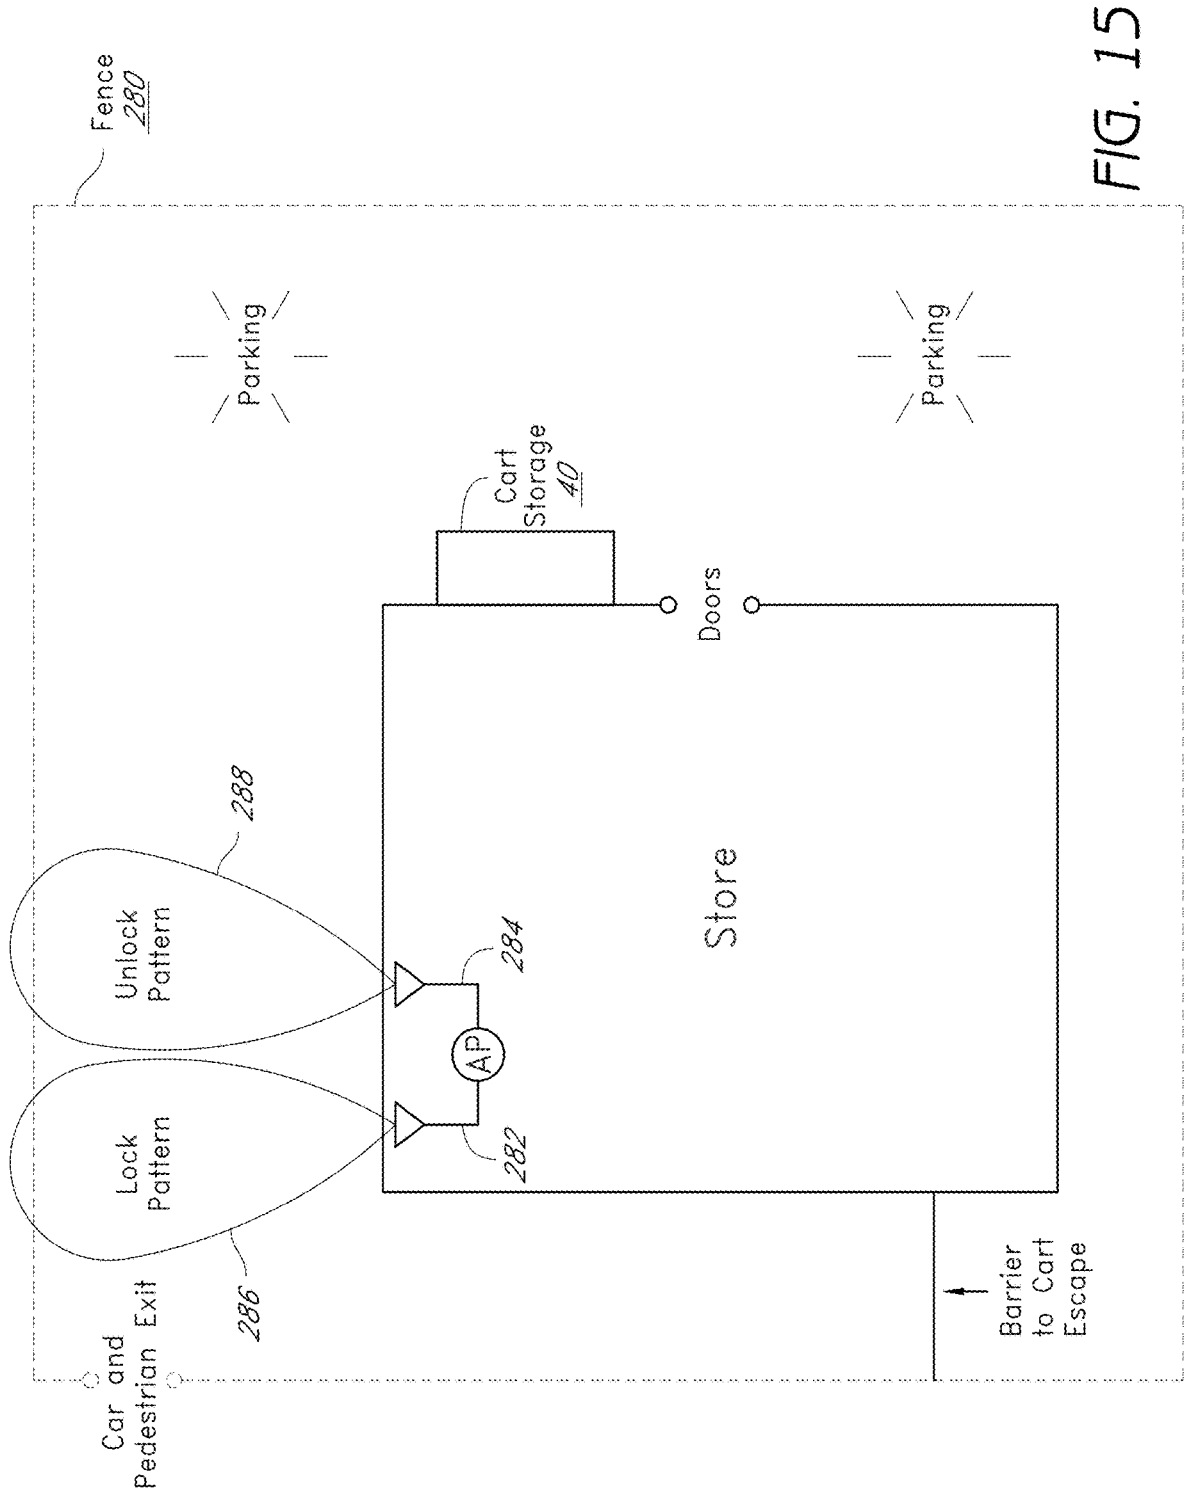 Car and
Pedestrian Exit
Lock
Pattern
286
Unlock
Pattern
288
Fence
280
Parking
282
AP
284
Cart
Storage
40
Store
Doors
Parking
Barrier
to Cart
Escape
FIG. 15